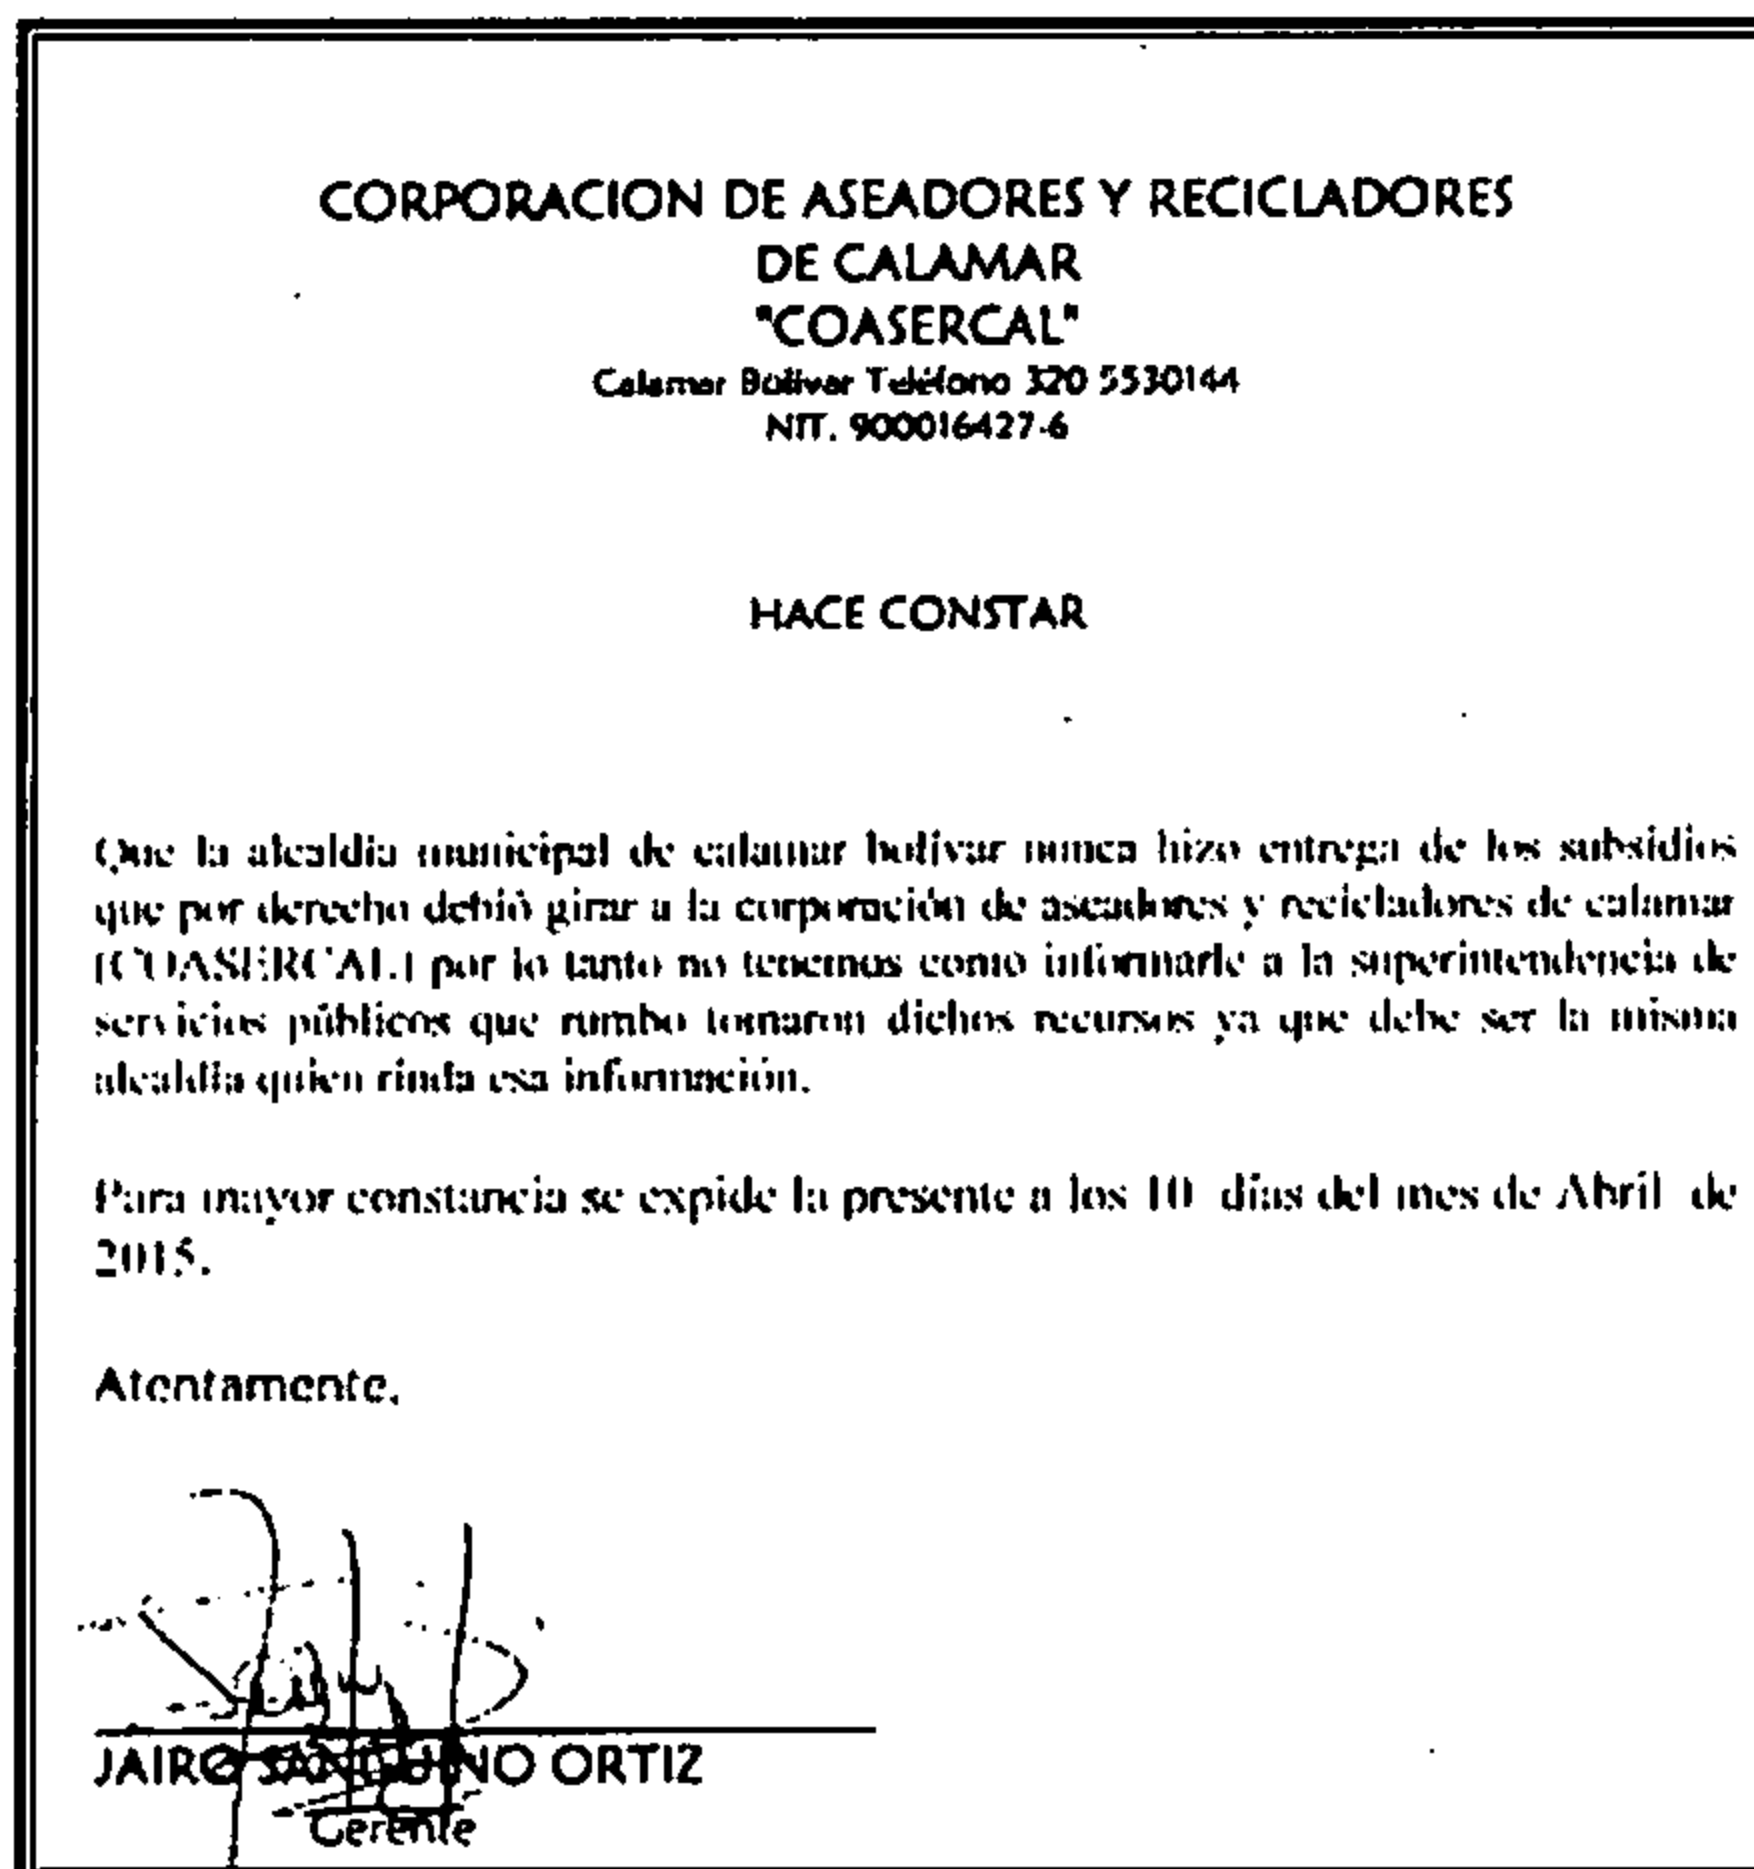 CORPORACION DE ASEADORES Y RECICLADORES
DE CALAMAR
"COASERCAL"
Calamar Bolívar Teléfono 320 5530144
NIT. 900016427-6
HACE CONSTAR
Que la alcaldía municipal de calamar bolívar nunca hizo entrega de los subsidios
que por derecho debió girar a la corporación de aseadores y recicladores de calamar
[COASERCAL] por lo tanto no tenemos como informarle a la superintendencia de
servicios públicos que rumbo tomaron dichos recursos ya que debe ser la misma
alcaldía quien rinda esa información.
Para mayor constancia se expide la presente a los 10 días del mes de Abril de
2015.
Atentamente,
JAIRO SANGUINO ORTIZ
Gerente